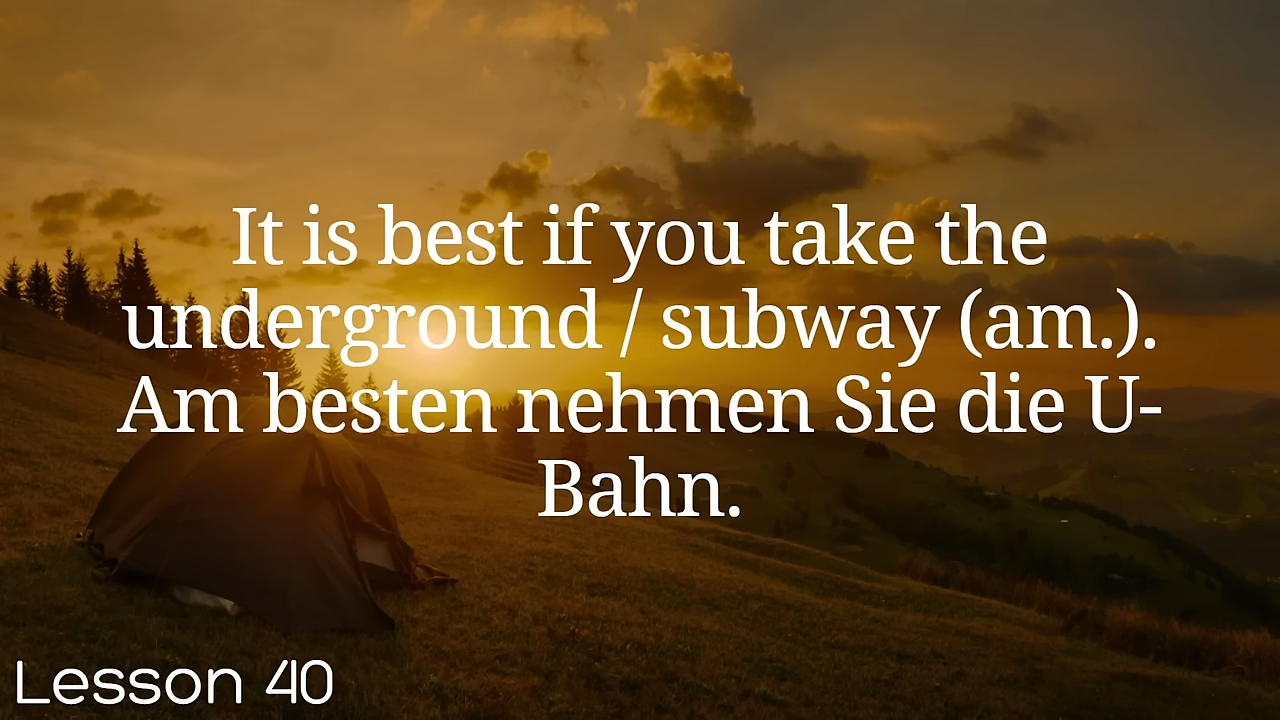 It is best if you take the
underground / subway (am.).
Am besten nehmen Sie die U-
Bahn.
Lesson 40